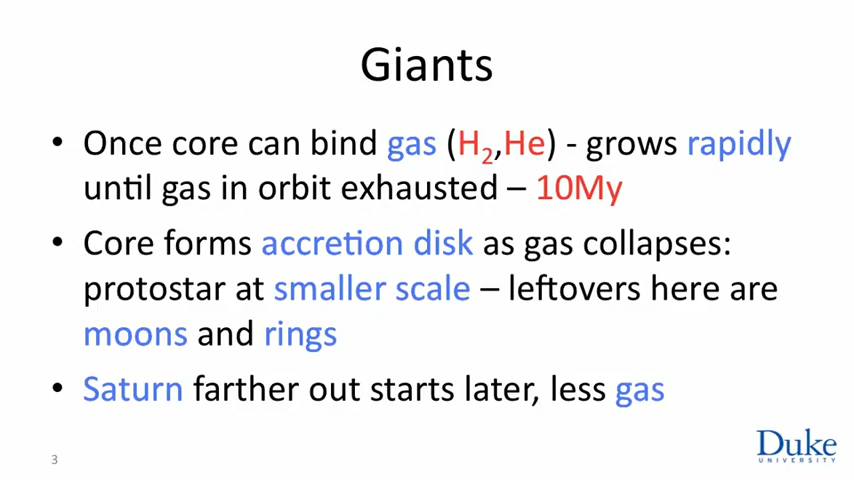 Giants
• Once core can bind gas (H₂,He) - grows rapidly
until gas in orbit exhausted – 10My
• Core forms accretion disk as gas collapses:
protostar at smaller scale – leftovers here are
moons and rings
• Saturn farther out starts later, less gas
3
Duke
UNIVERSITY